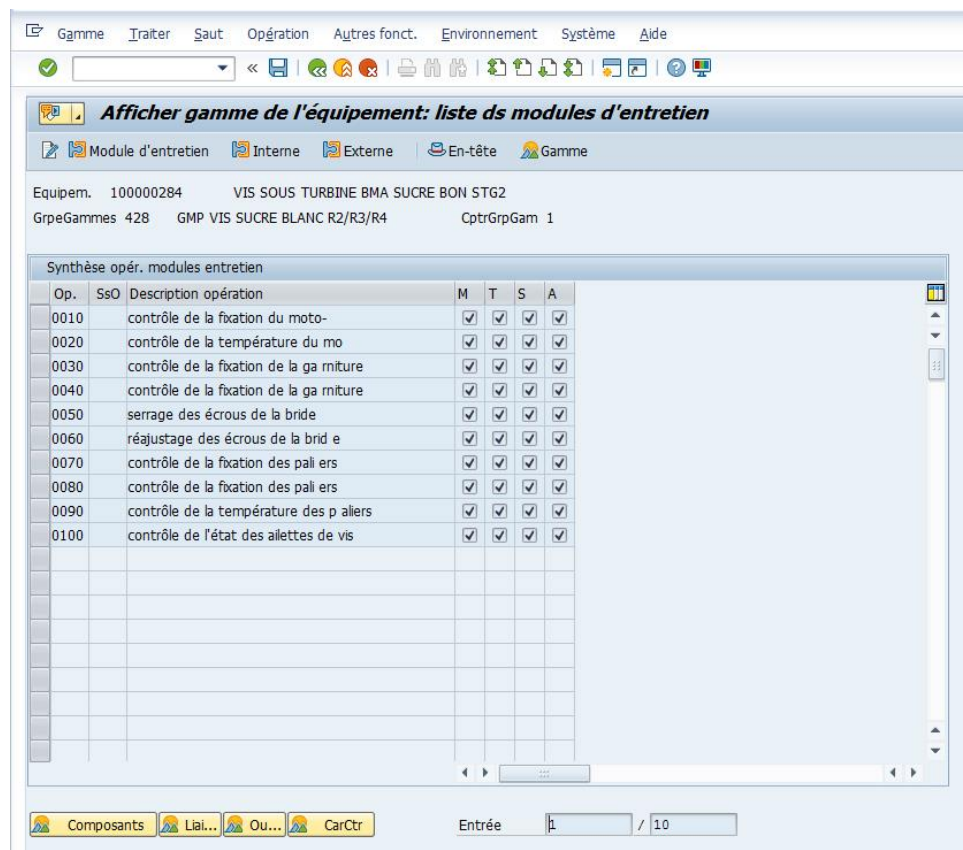 Gamme Traiter Saut Opération Autres fonct. Environnement Système Aide
Afficher gamme de l'équipement: liste ds modules d'entretien
Module d'entretien Interne Externe En-tête Gamme
Equipem. 100000284 VIS SOUS TURBINE BMA SUCRE BON STG2
GrpeGammes 428 GMP VIS SUCRE BLANC R2/R3/R4 CptrGrpGam 1
Synthèse opér. modules entretien
Op. SsO Description opération M T S A
0010 contrôle de la fixation du moto-
0020 contrôle de la température du mo
0030 contrôle de la fixation de la ga rniture
0040 contrôle de la fixation de la ga rniture
0050 serrage des écrous de la bride
0060 réajustage des écrous de la brid e
0070 contrôle de la fixation des pali ers
0080 contrôle de la fixation des pali ers
0090 contrôle de la température des p aliers
0100 contrôle de l'état des ailettes de vis
Composants Liai... Ou... CarCtr Entrée 1 / 10